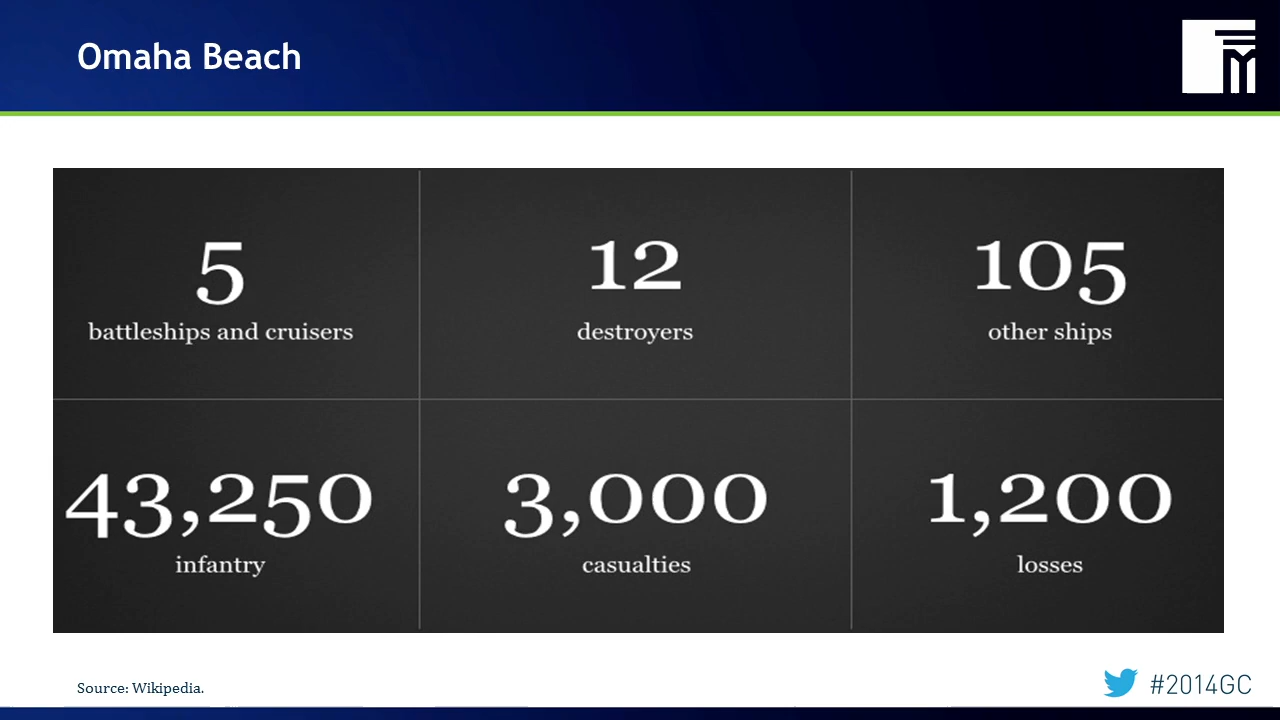 Omaha Beach
5
battleships and cruisers
12
destroyers
105
other ships
43,250
infantry
3,000
casualties
1,200
losses
Source: Wikipedia.
#2014GC